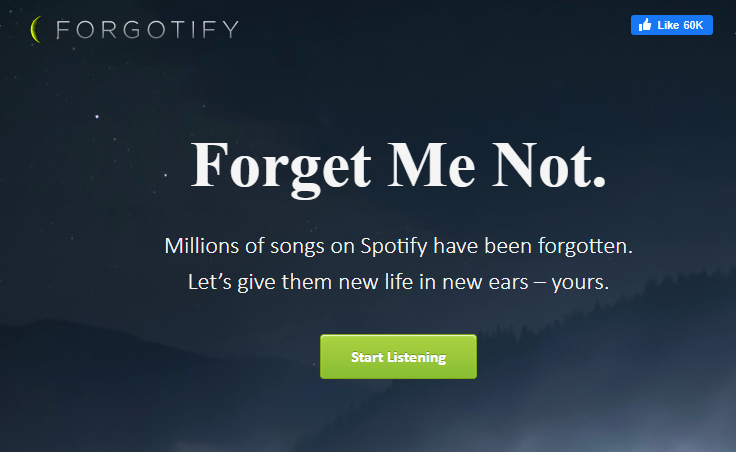 FORGOTIFY
Like 60K
Forget Me Not.
Millions of songs on Spotify have been forgotten.
Let’s give them new life in new ears – yours.
Start Listening